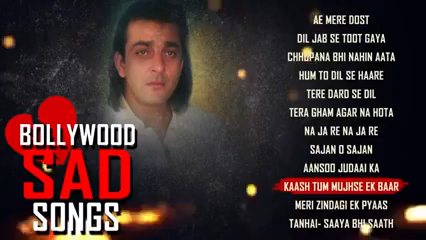 BOLLYWOOD
SAD
SONGS
AE MERE DOST
DIL JAB SE TOOT GAYA
CHHUPANA BHI NAHIN AATA
HUM TO DIL SE HAARE
TERE DARD SE DIL
TERA GHAM AGAR NA HOTA
NA JA RE NA JA RE
SAJAN O SAJAN
AANSOO JUDAAI KA
KAASH TUM MUJHSE EK BAAR
MERI ZINDAGI EK PYAAS
TANHAI- SAAYA BHI SAATH